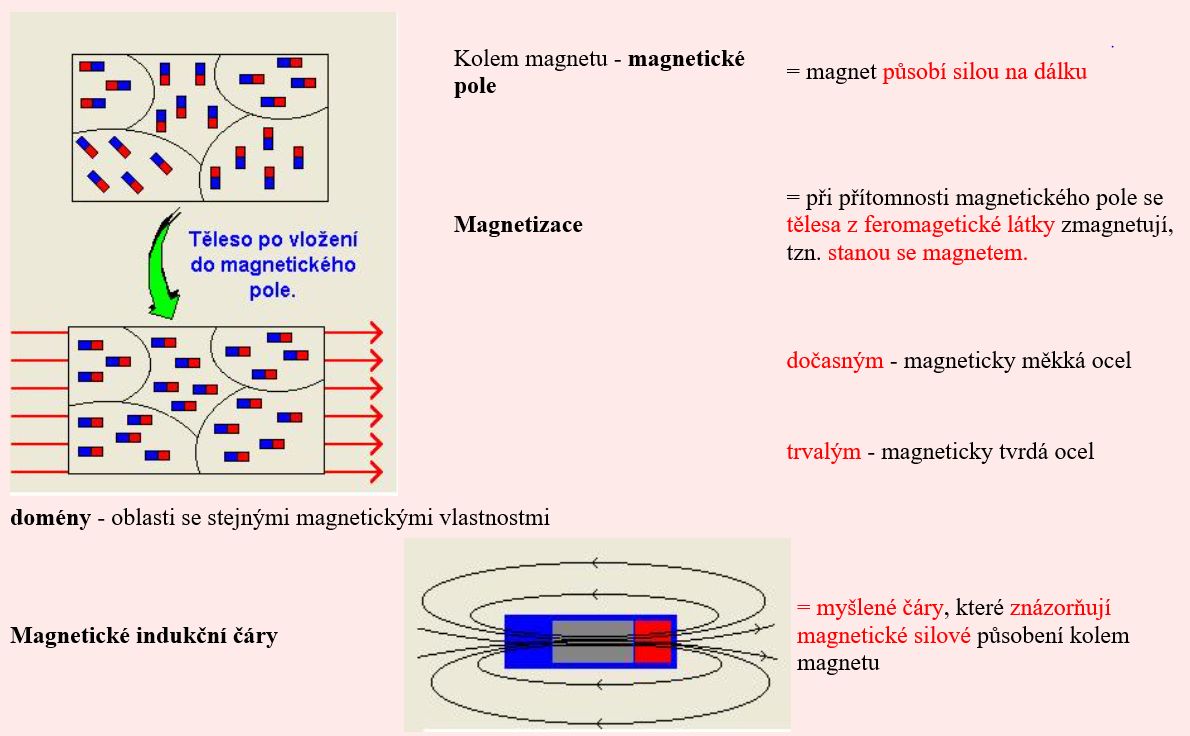 Kolem magnetu - magnetické
pole
= magnet působí silou na dálku
Těleso po vložení
do magnetického
pole.
Magnetizace
= při přítomnosti magnetického pole se
tělesa z feromagetické látky zmagnetují,
tzn. stanou se magnetem.
dočasným - magneticky měkká ocel
trvalým - magneticky tvrdá ocel
domény - oblasti se stejnými magnetickými vlastnostmi
Magnetické indukční čáry
= myšlené čáry, které znázorňují
magnetické silové působení kolem
magnetu